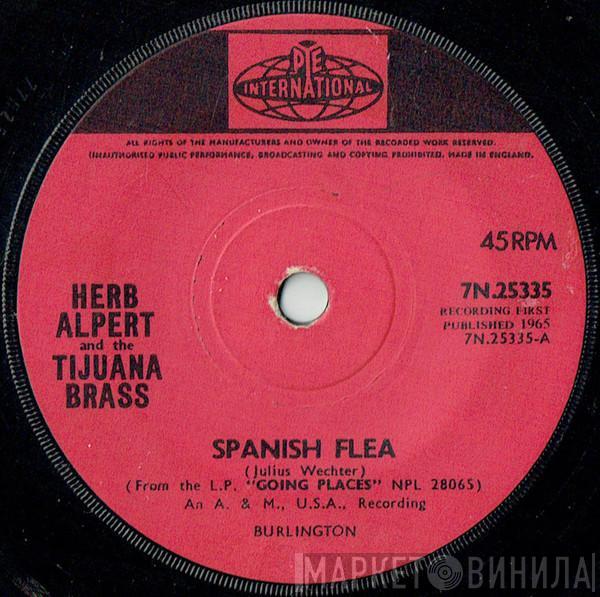 PYE
INTERNATIONAL
ALL RIGHTS OF THE MANUFACTURERS AND OWNER OF THE RECORDED WORK RESERVED.
UNAUTHORISED PUBLIC PERFORMANCE, BROADCASTING AND COPYING PROHIBITED. MADE IN ENGLAND.
45RPM
7N.25335
RECORDING FIRST
PUBLISHED 1965
7N.25335-A
HERB
ALPERT
and the
TIJUANA
BRASS
SPANISH FLEA
(Julius Wechter)
(From the L.P. "GOING PLACES" NPL 28065)
An A. & M., U.S.A., Recording
BURLINGTON
МАРКЕТ ВИНИЛА